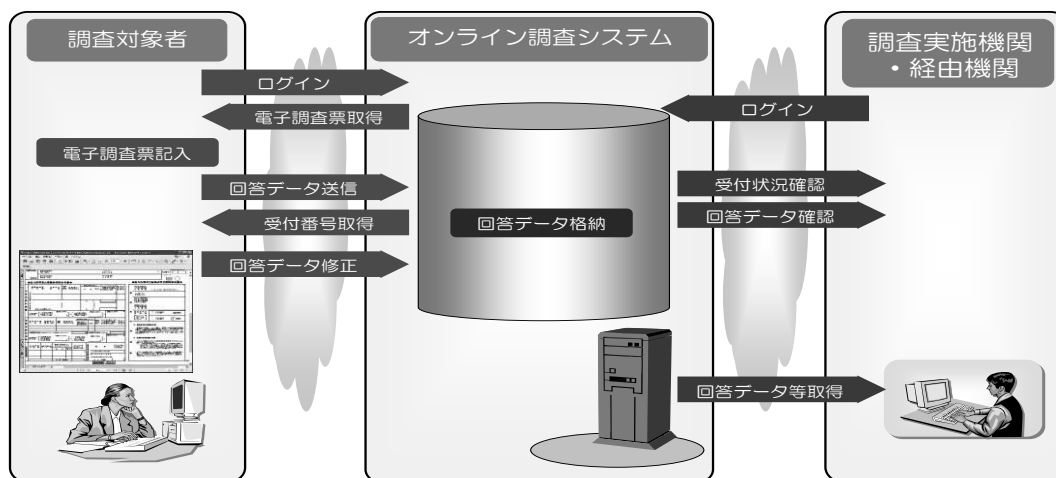 調査対象者
オンライン調査システム
調査実施機関
・経由機関
ログイン
電子調査票取得
電子調査票記入
回答データ送信
受付番号取得
回答データ修正
回答データ格納
ログイン
受付状況確認
回答データ確認
回答データ等取得